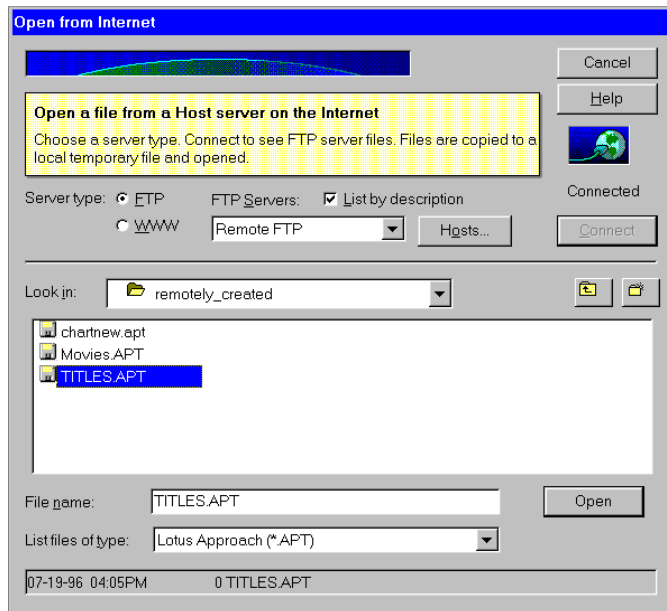 Open from Internet
Cancel
Help
Open a file from a Host server on the Internet
Choose a server type. Connect to see FTP server files. Files are copied to a
local temporary file and opened.
Connected
Server type: FTP FTP Servers: List by description
WWW Remote FTP Hosts... Connect
Look in: remotely_created
chartnew.apt
Movies.APT
TITLES.APT
File name: TITLES.APT Open
List files of type: Lotus Approach (*.APT)
07-19-96 04:05PM 0 TITLES.APT